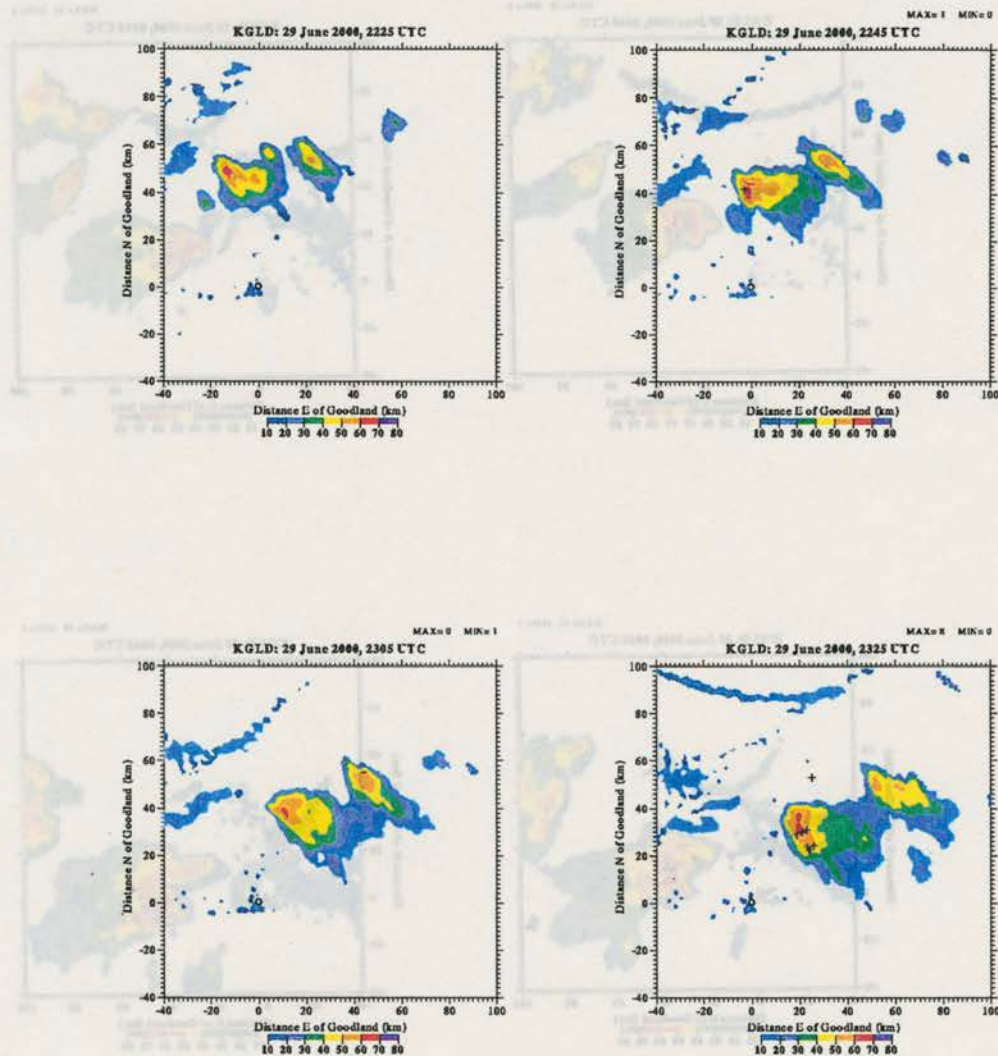 MAX= 1 MIN= 0
KGLD: 29 June 2000, 2225 UTC
KGLD: 29 June 2000, 2245 UTC
100
80
60
40
20
0
-20
-40
Distance N of Goodland (km)
-40 -20 0 20 40 60 80 100
Distance E of Goodland (km)
10 20 30 40 50 60 70 80
100
80
60
40
20
0
-20
-40
Distance N of Goodland (km)
-40 -20 0 20 40 60 80 100
Distance E of Goodland (km)
10 20 30 40 50 60 70 80
MAX= 0 MIN= 1
MAX= 8 MIN= 0
KGLD: 29 June 2000, 2305 UTC
KGLD: 29 June 2000, 2325 UTC
100
80
60
40
20
0
-20
-40
Distance N of Goodland (km)
-40 -20 0 20 40 60 80 100
Distance E of Goodland (km)
10 20 30 40 50 60 70 80
100
80
60
40
20
0
-20
-40
Distance N of Goodland (km)
-40 -20 0 20 40 60 80 100
Distance E of Goodland (km)
10 20 30 40 50 60 70 80